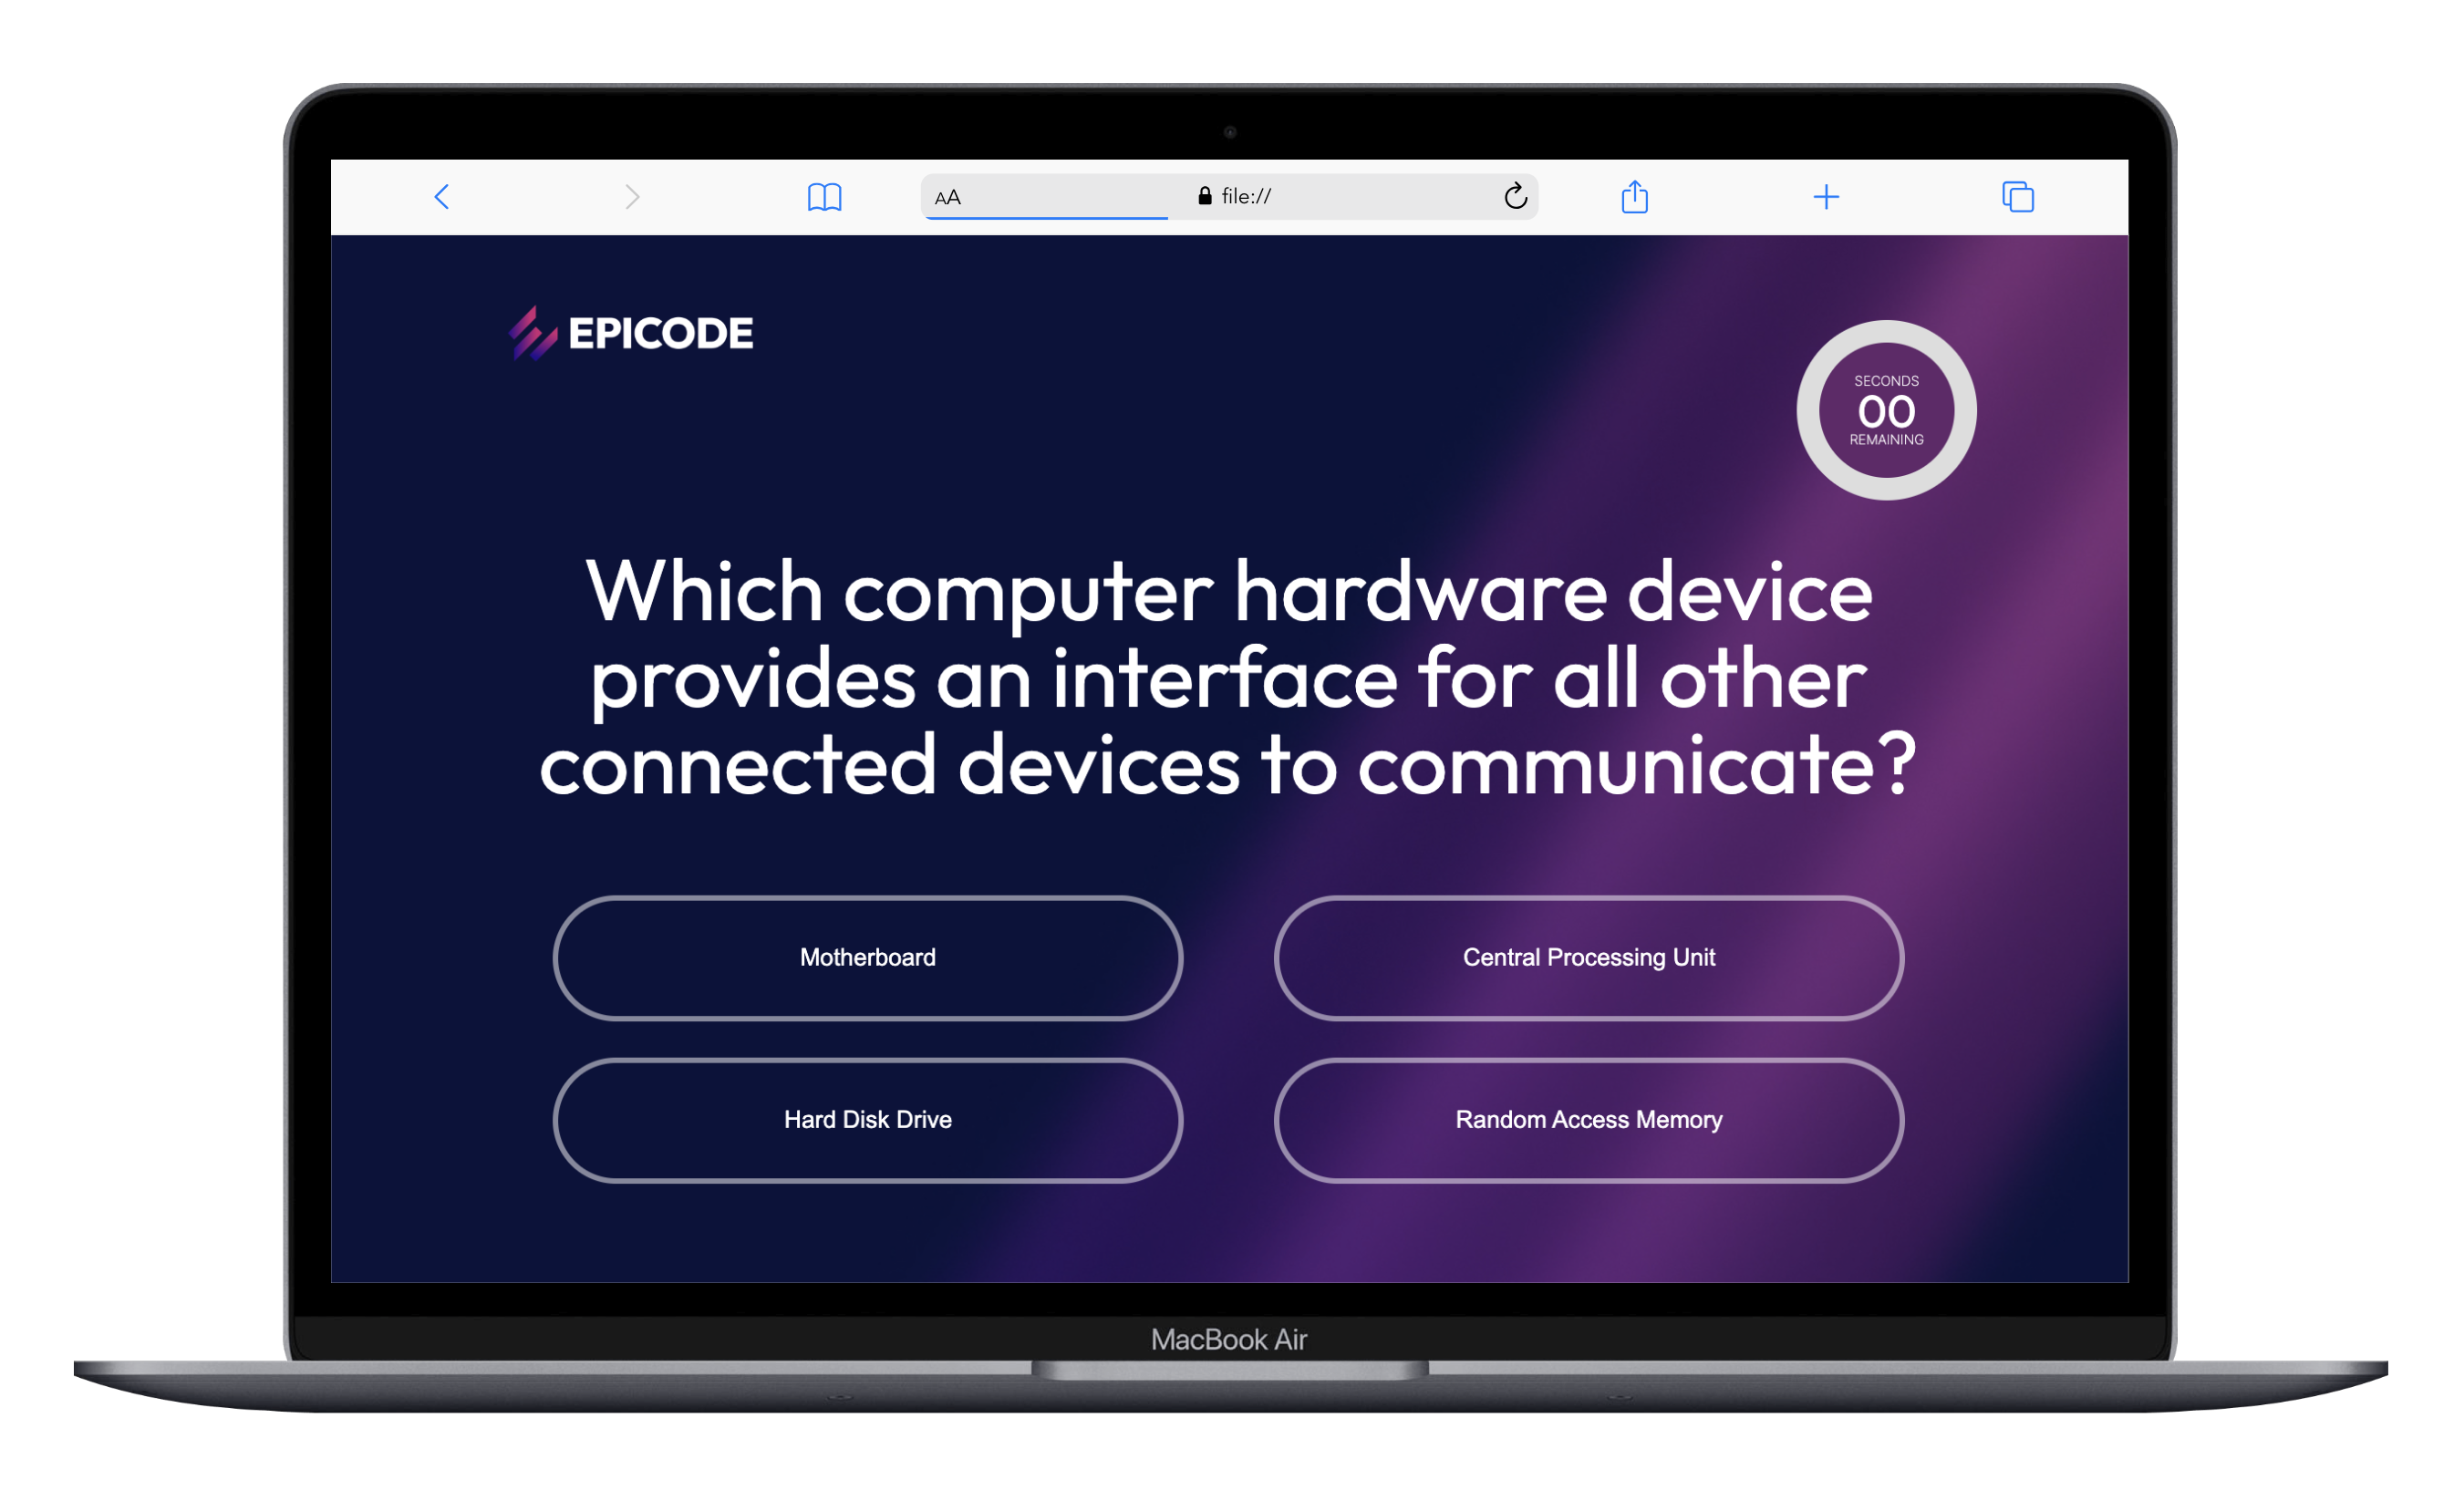 AA file://
EPICODE
SECONDS
00
REMAINING
Which computer hardware device
provides an interface for all other
connected devices to communicate?
Motherboard
Central Processing Unit
Hard Disk Drive
Random Access Memory
MacBook Air